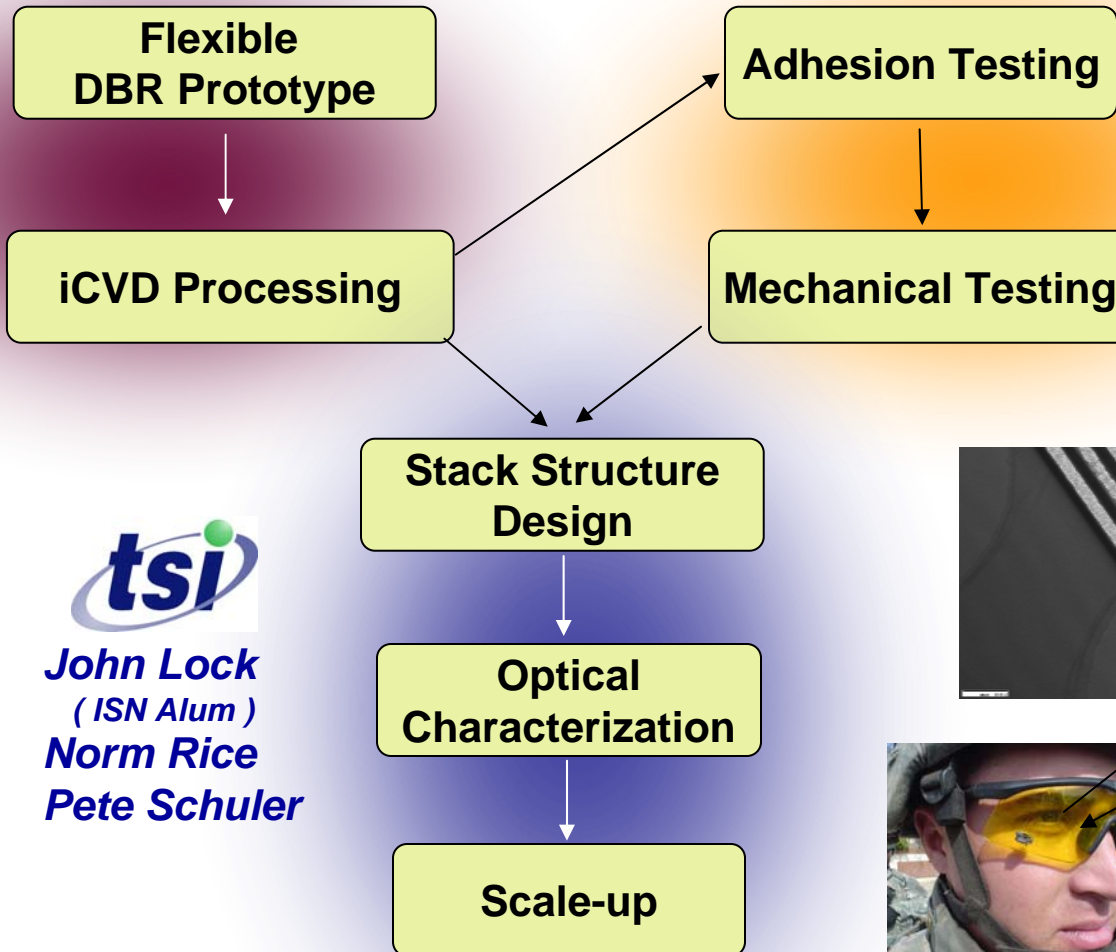 Flexible
DBR Prototype
Adhesion Testing
iCVD Processing
Mechanical Testing
Stack Structure
Design
tsi
John Lock
( ISN Alum )
Norm Rice
Pete Schuler
Optical
Characterization
Scale-up